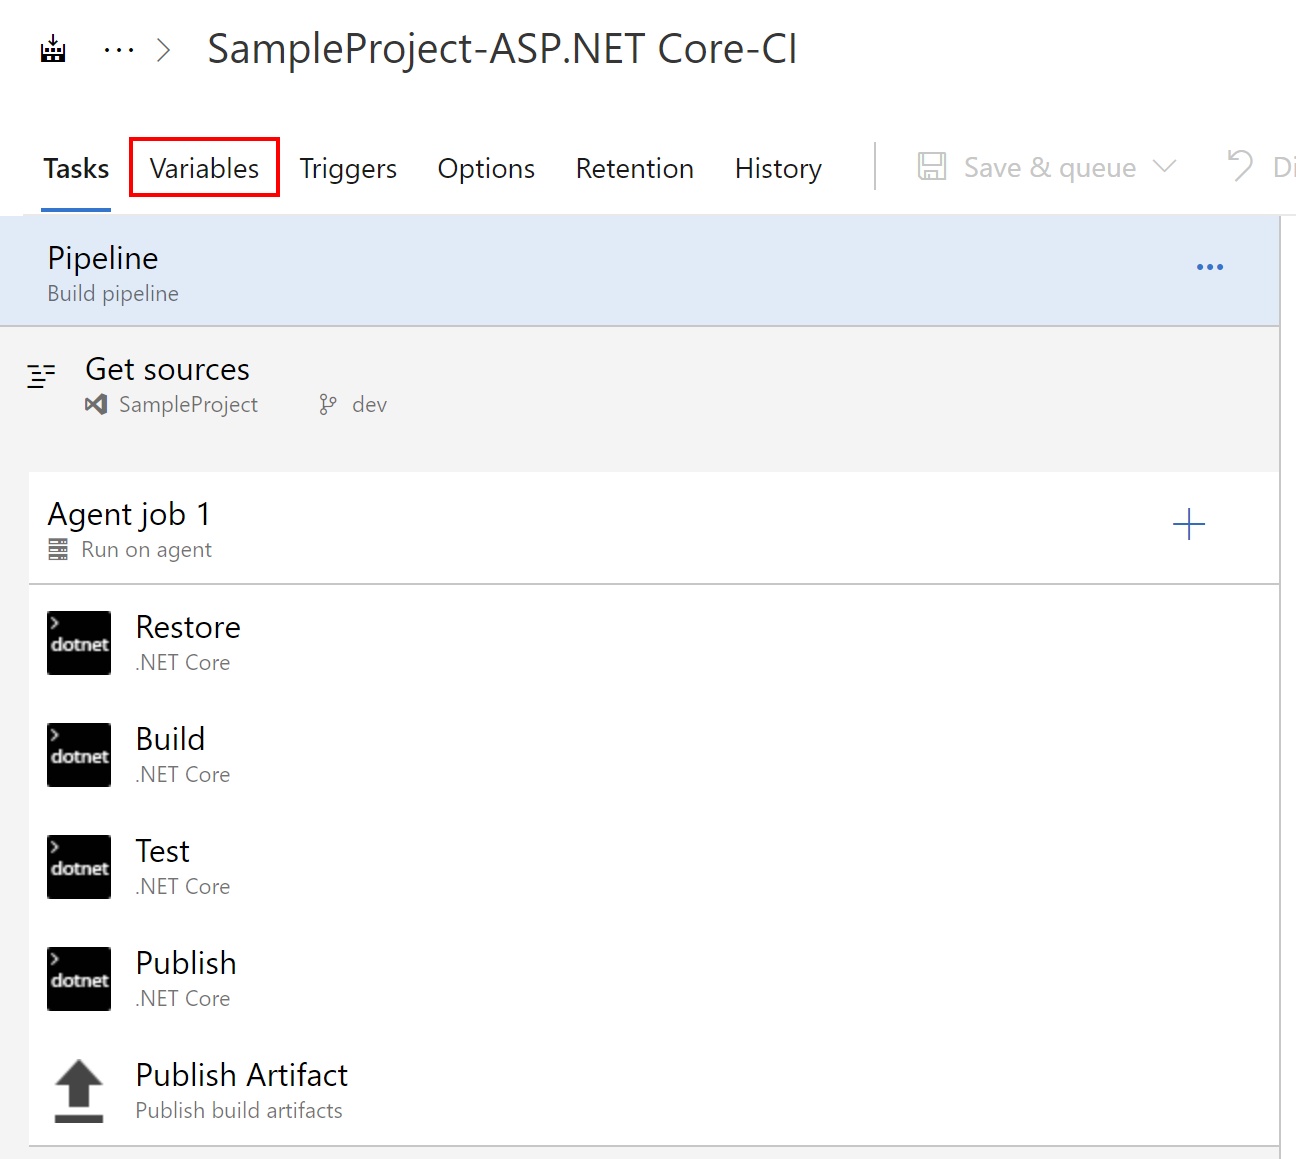 SampleProject-ASP.NET Core-CI
Tasks Variables Triggers Options Retention History Save & queue Di
Pipeline
Build pipeline
Get sources
SampleProject dev
Agent job 1
Run on agent
> dotnet
Restore
.NET Core
> dotnet
Build
.NET Core
> dotnet
Test
.NET Core
> dotnet
Publish
.NET Core
Publish Artifact
Publish build artifacts